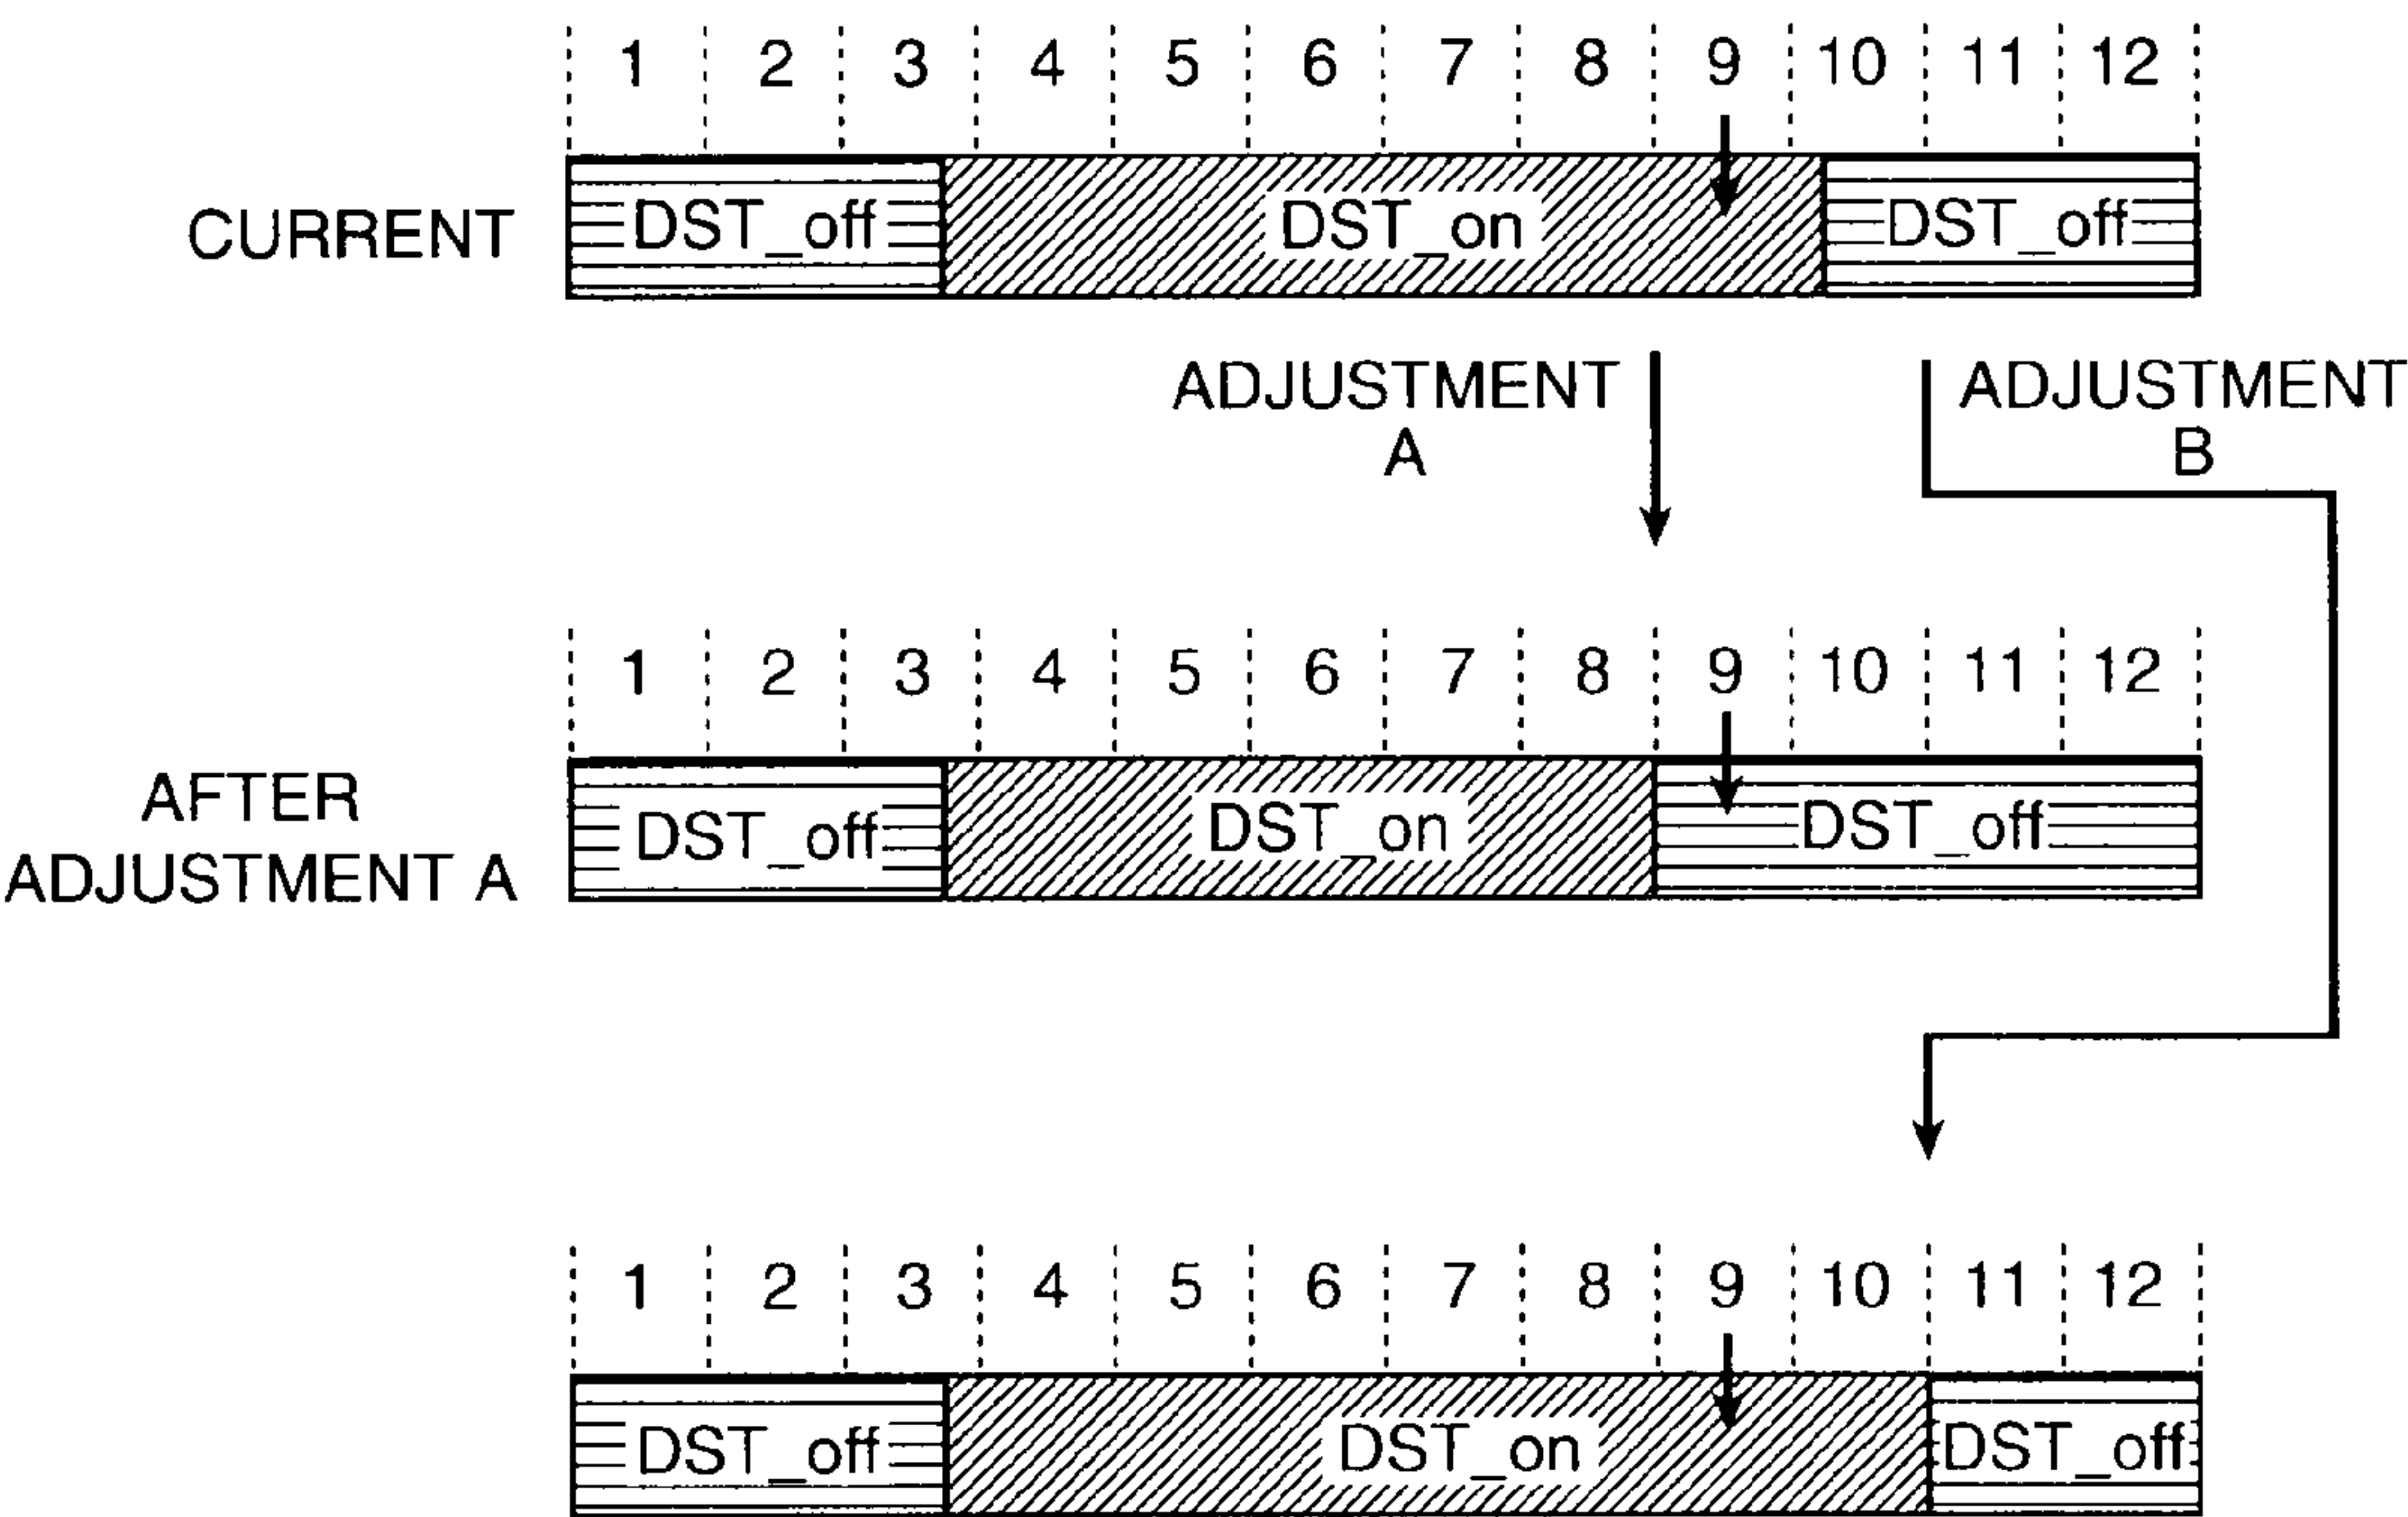 1 2 3 4 5 6 7 8 9 10 11 12
CURRENT DST_off DST_on DST_off
ADJUSTMENT
A
ADJUSTMENT
B
1 2 3 4 5 6 7 8 9 10 11 12
AFTER
ADJUSTMENT A
DST_off DST_on DST_off
1 2 3 4 5 6 7 8 9 10 11 12
DST_off DST_on DST_off